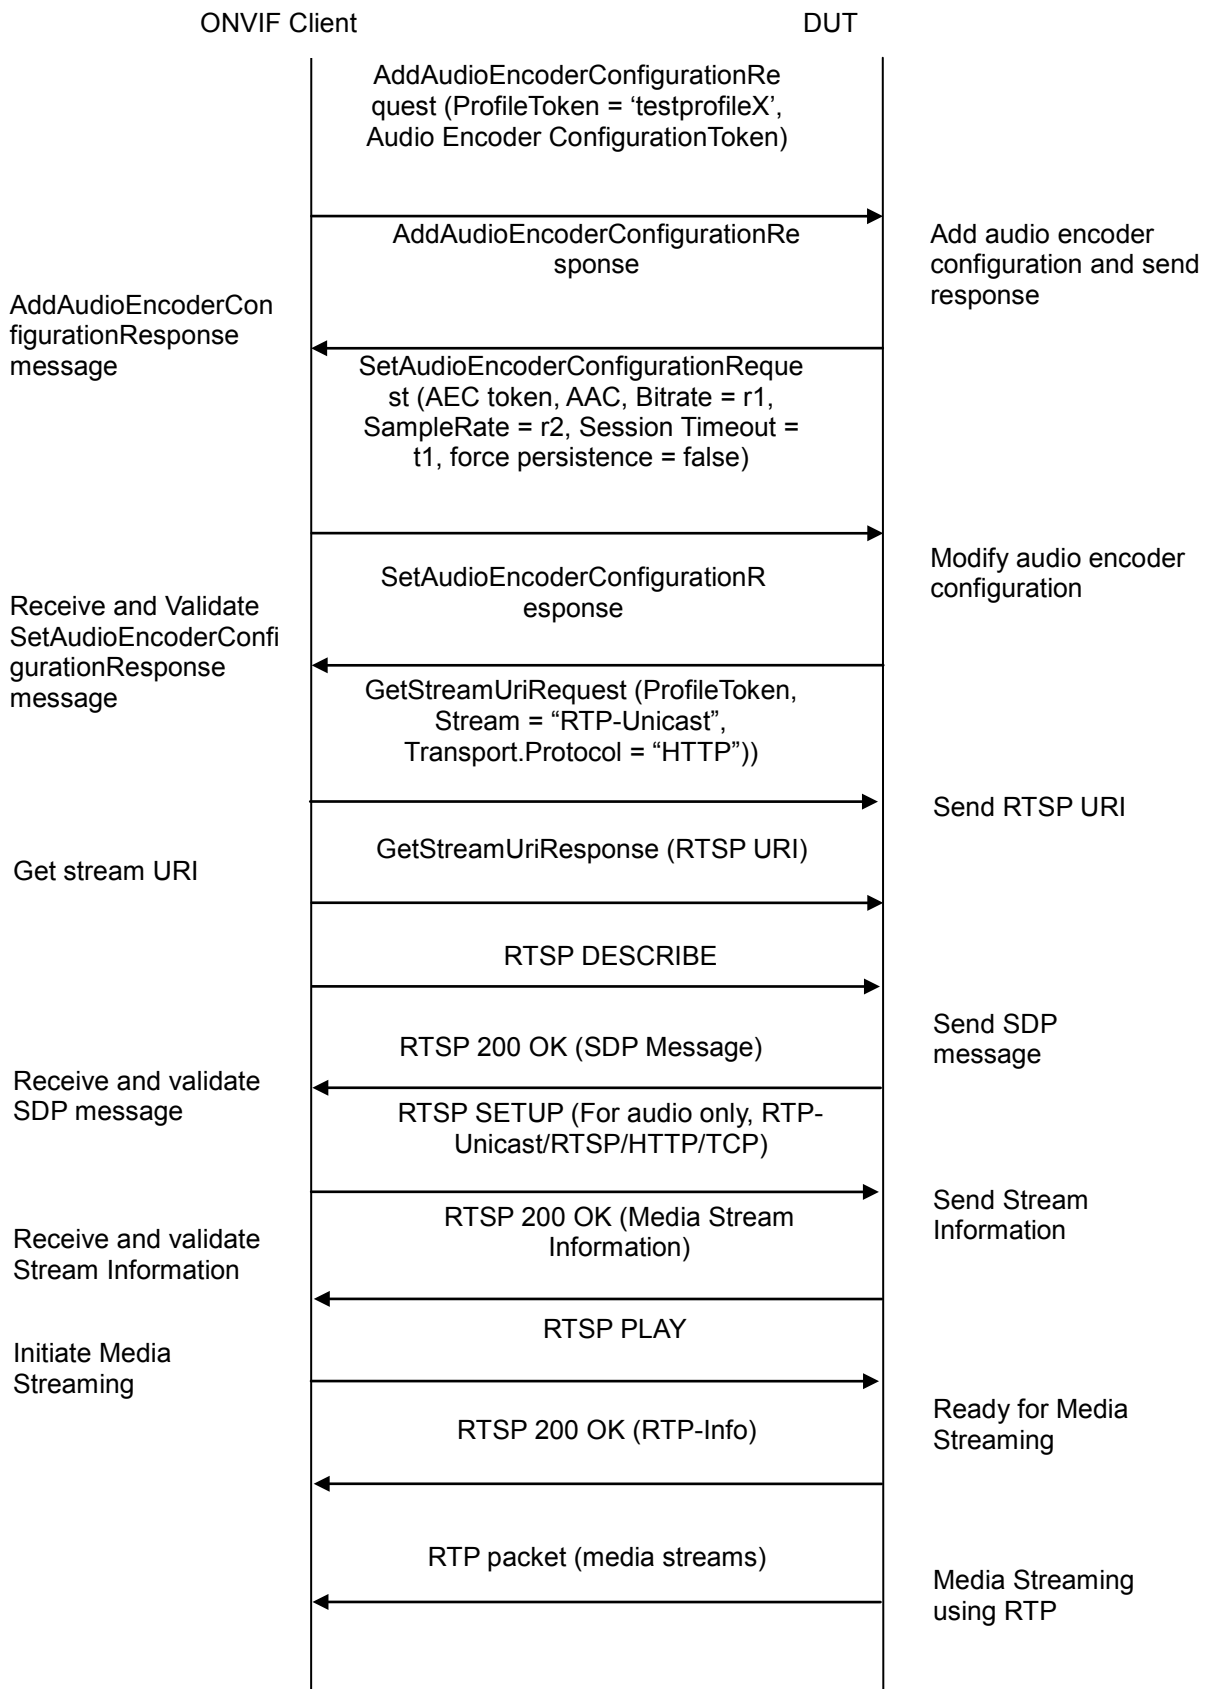 ONVIF Client
DUT
AddAudioEncoderConfigurationRe
quest (ProfileToken = ‘testprofileX’,
Audio Encoder ConfigurationToken)
AddAudioEncoderConfigurationRe
sponse
Add audio encoder
configuration and send
response
AddAudioEncoderCon
figurationResponse
message
SetAudioEncoderConfigurationReque
st (AEC token, AAC, Bitrate = r1,
SampleRate = r2, Session Timeout =
t1, force persistence = false)
Modify audio encoder
configuration
SetAudioEncoderConfigurationR
esponse
Receive and Validate
SetAudioEncoderConfi
gurationResponse
message
GetStreamUriRequest (ProfileToken,
Stream = “RTP-Unicast”,
Transport.Protocol = “HTTP”))
Send RTSP URI
GetStreamUriResponse (RTSP URI)
Get stream URI
RTSP DESCRIBE
Send SDP
message
RTSP 200 OK (SDP Message)
Receive and validate
SDP message
RTSP SETUP (For audio only, RTP-
Unicast/RTSP/HTTP/TCP)
Send Stream
Information
RTSP 200 OK (Media Stream
Information)
Receive and validate
Stream Information
RTSP PLAY
Initiate Media
Streaming
Ready for Media
Streaming
RTSP 200 OK (RTP-Info)
RTP packet (media streams)
Media Streaming
using RTP